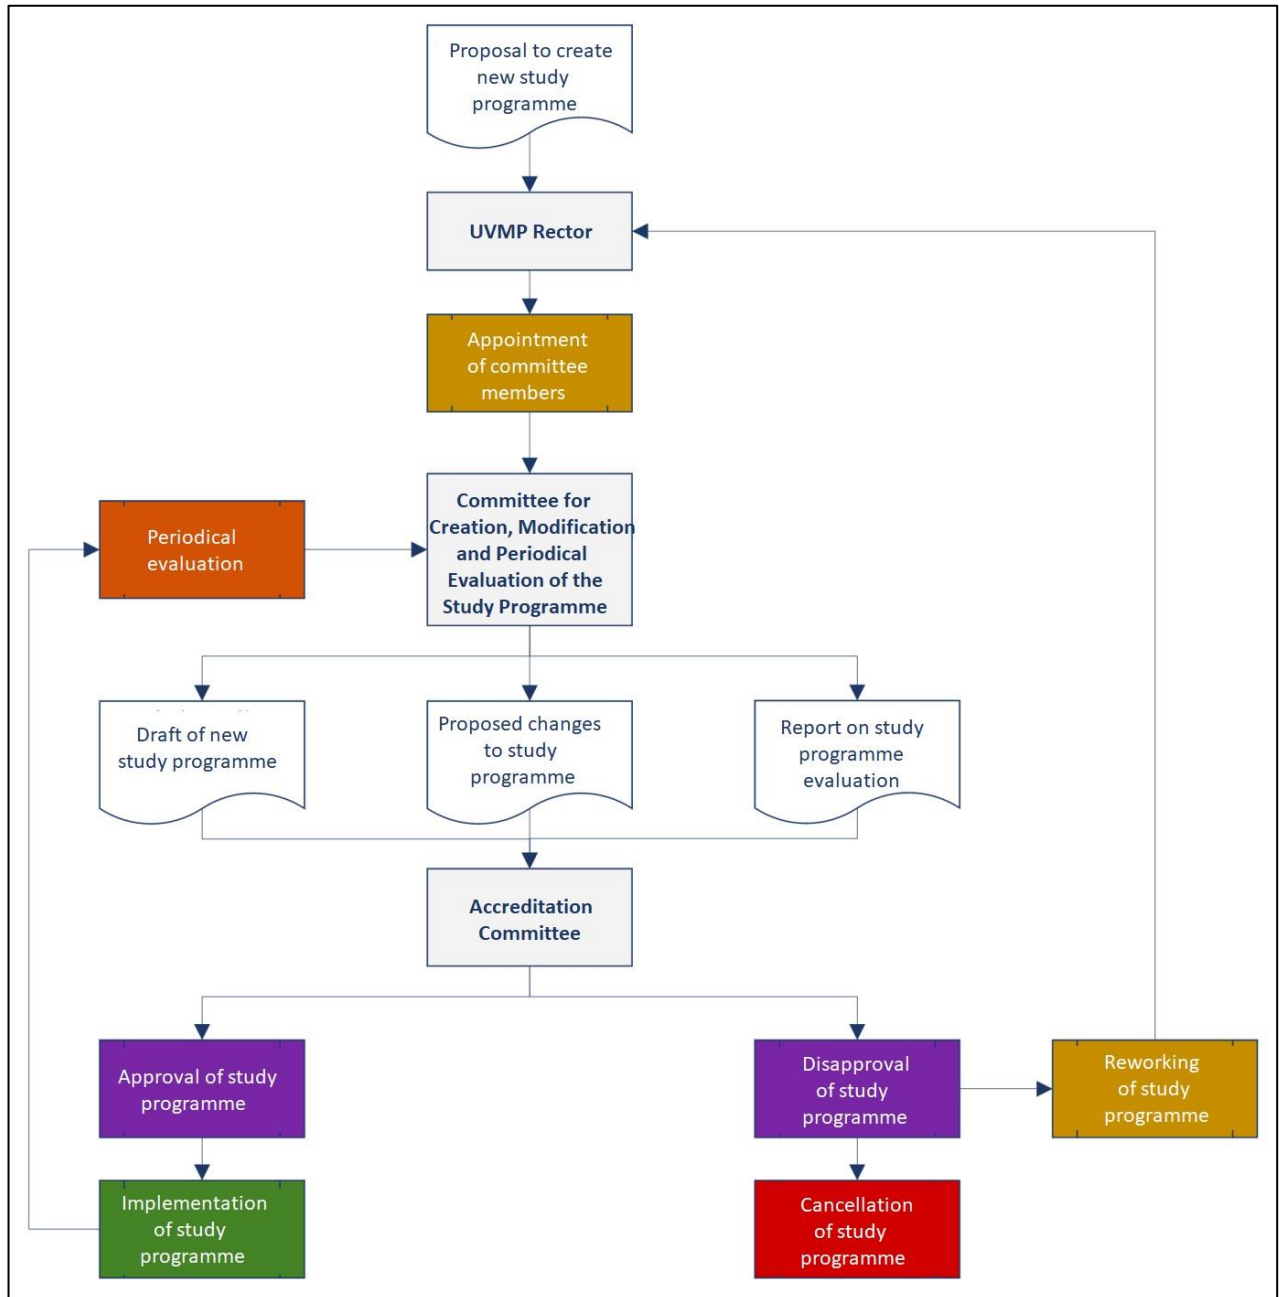 Proposal to create
new study
programme
UVMP Rector
Appointment
of committee
members
Periodical
evaluation
Committee for
Creation, Modification
and Periodical
Evaluation of the
Study Programme
Draft of new
study programme
Proposed changes
to study
programme
Report on study
programme
evaluation
Accreditation
Committee
Approval of study
programme
Disapproval
of study
programme
Reworking
of study
programme
Implementation
of study
programme
Cancellation
of study
programme